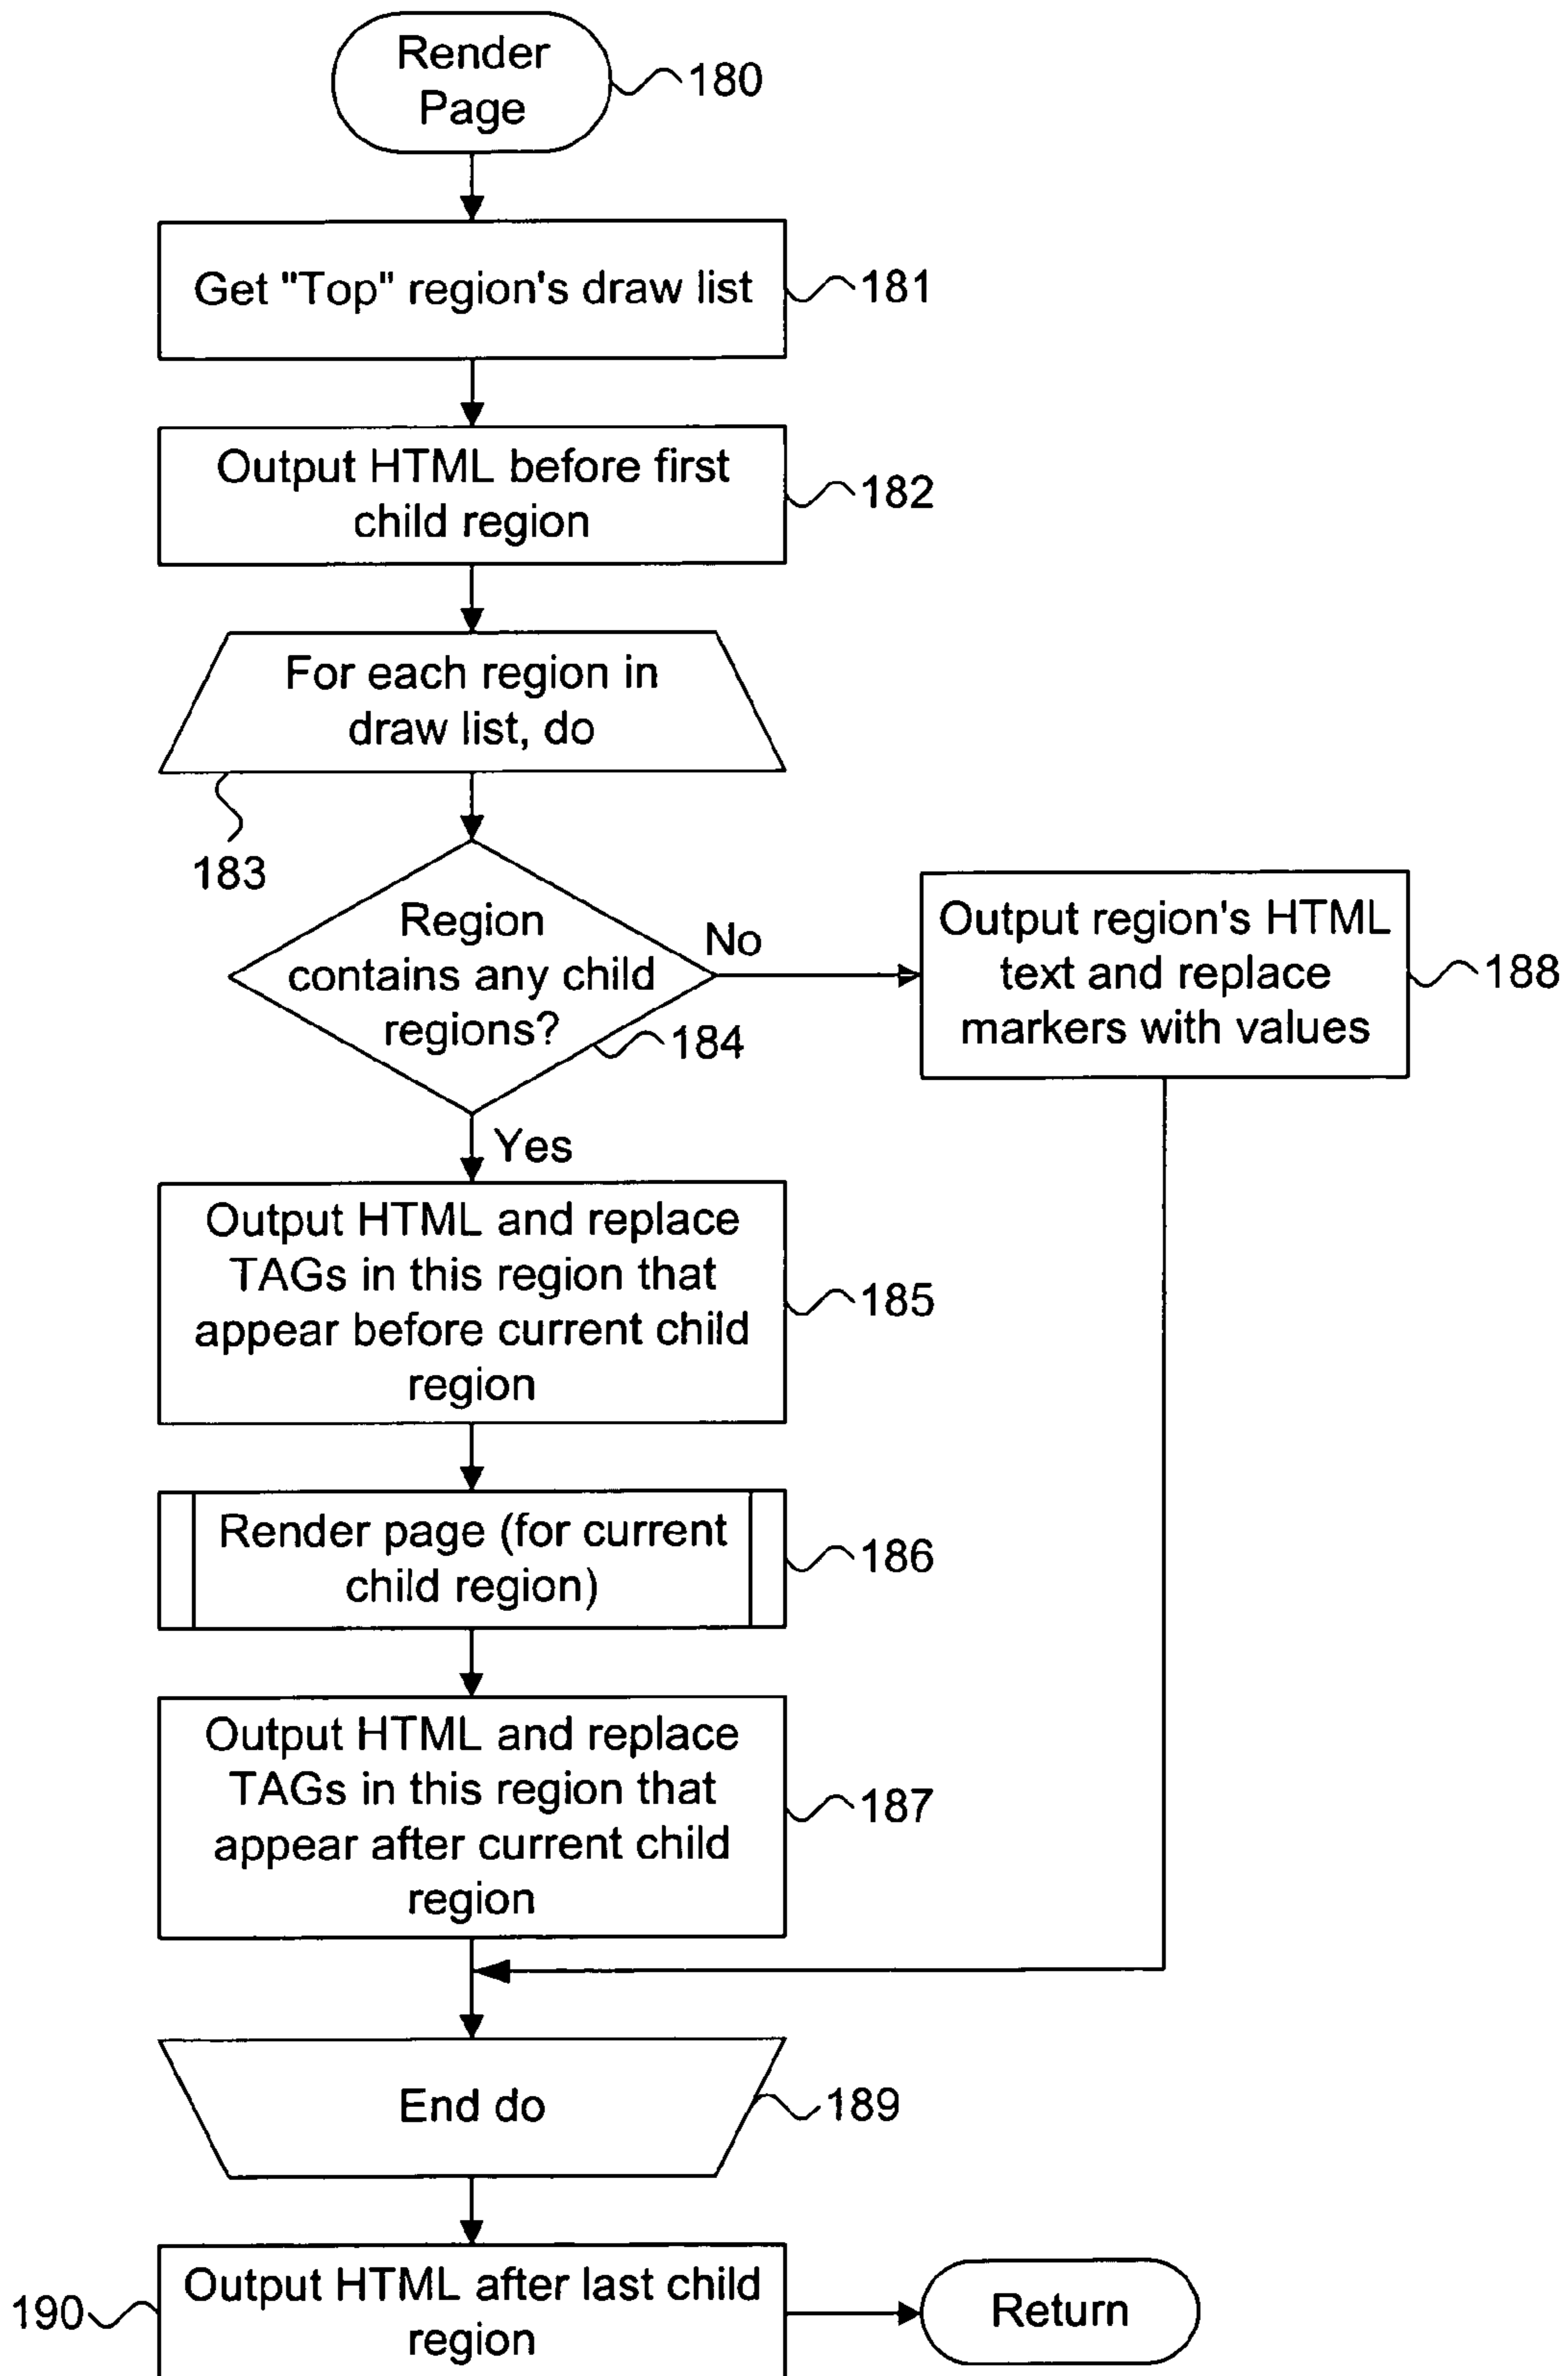 Render
Page
180
Get "Top" region's draw list
181
Output HTML before first
child region
182
For each region in
draw list, do
183
Region
contains any child
regions?
184
No
Output region's HTML
text and replace
markers with values
188
Yes
Output HTML and replace
TAGs in this region that
appear before current child
region
185
Render page (for current
child region)
186
Output HTML and replace
TAGs in this region that
appear after current child
region
187
End do
189
Output HTML after last child
region
190
Return